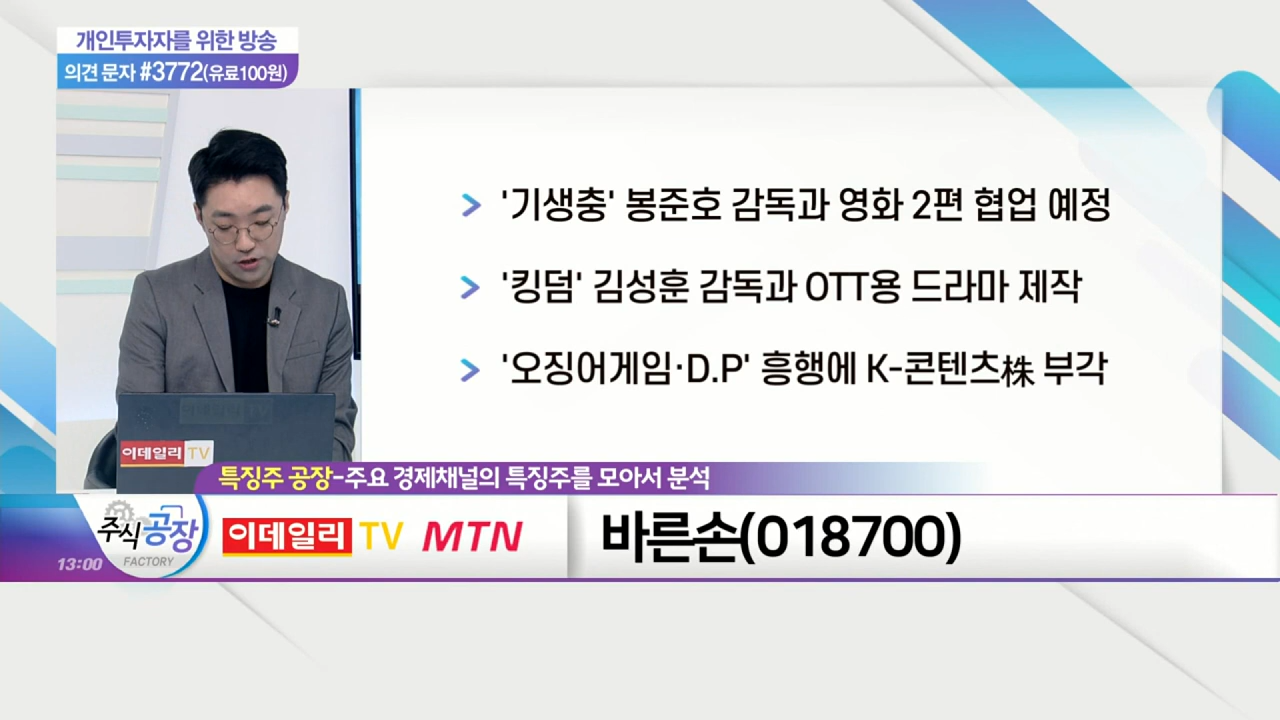 개인투자자를 위한 방송
의견 문자 #3772(유료100원)
'기생충' 봉준호 감독과 영화 2편 협업 예정
'킹덤' 김성훈 감독과 OTT용 드라마 제작
'오징어게임·D.P' 흥행에 K-콘텐츠株 부각
이데일리 TV
특징주 공장-주요 경제채널의 특징주를 모아서 분석
주식공장
FACTORY
13:00
이데일리 TV MTN
바른손(018700)